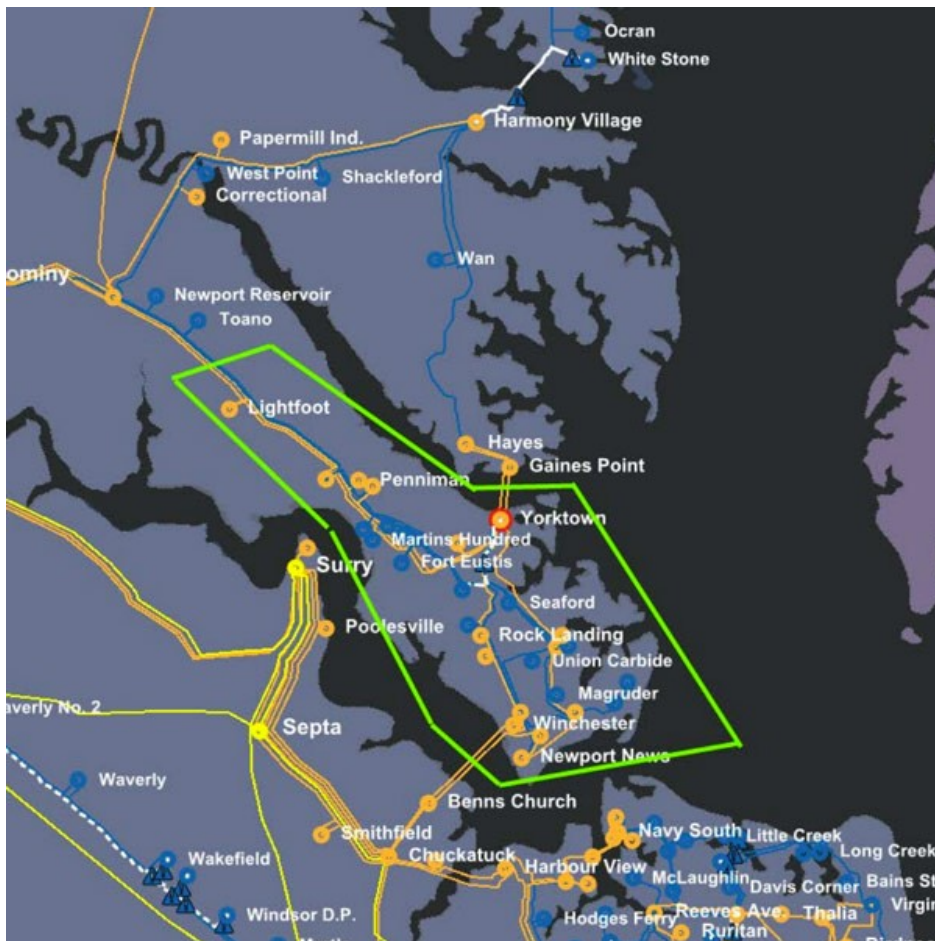 Ocran
White Stone
Harmony Village
Papermill Ind.
West Point
Shackleford
Correctional
Wan
ominy
Newport Reservoir
Toano
Lightfoot
Hayes
Gaines Point
Penniman
Yorktown
Martins Hundred
Fort Eustis
Surry
Seaford
Poolesville
Rock Landing
Union Carbide
Magruder
averly No. 2
Septa
Winchester
Newport News
Waverly
Benns Church
Smithfield
Navy South
Little Creek
Wakefield
Chuckatuck
Harbour View
Long Creek
McLaughlin
Davis Corner
Bains St
Windsor D.P.
Hodges Ferry
Reeves Ave.
Thalia
Virgin
Ruritan